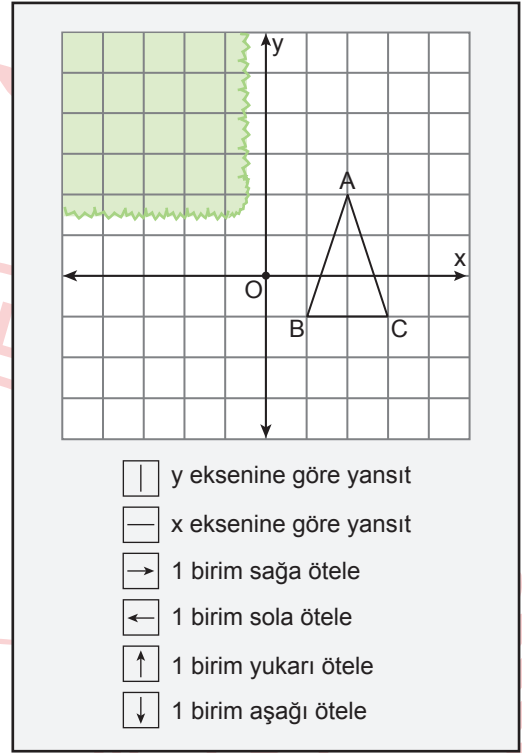 y
A
x
O
B
C
y eksenine göre yansıt
x eksenine göre yansıt
1 birim sağa ötele
1 birim sola ötele
1 birim yukarı ötele
1 birim aşağı ötele